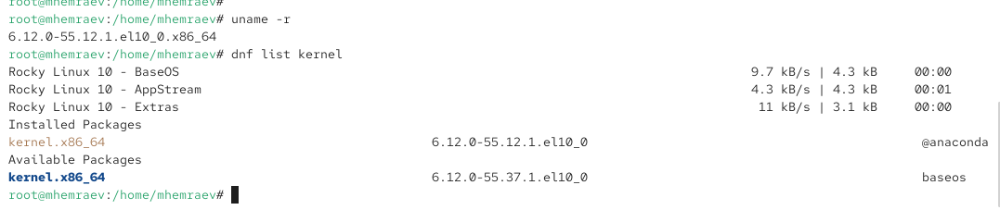 root@mhemraev:/home/mhemraev#
root@mhemraev:/home/mhemraev# uname -r
6.12.0-55.12.1.el10_0.x86_64
root@mhemraev:/home/mhemraev# dnf list kernel
Rocky Linux 10 - BaseOS 9.7 kB/s | 4.3 kB 00:00
Rocky Linux 10 - AppStream 4.3 kB/s | 4.3 kB 00:01
Rocky Linux 10 - Extras 11 kB/s | 3.1 kB 00:00
Installed Packages
kernel.x86_64 6.12.0-55.12.1.el10_0 @anaconda
Available Packages
kernel.x86_64 6.12.0-55.37.1.el10_0 baseos
root@mhemraev:/home/mhemraev#